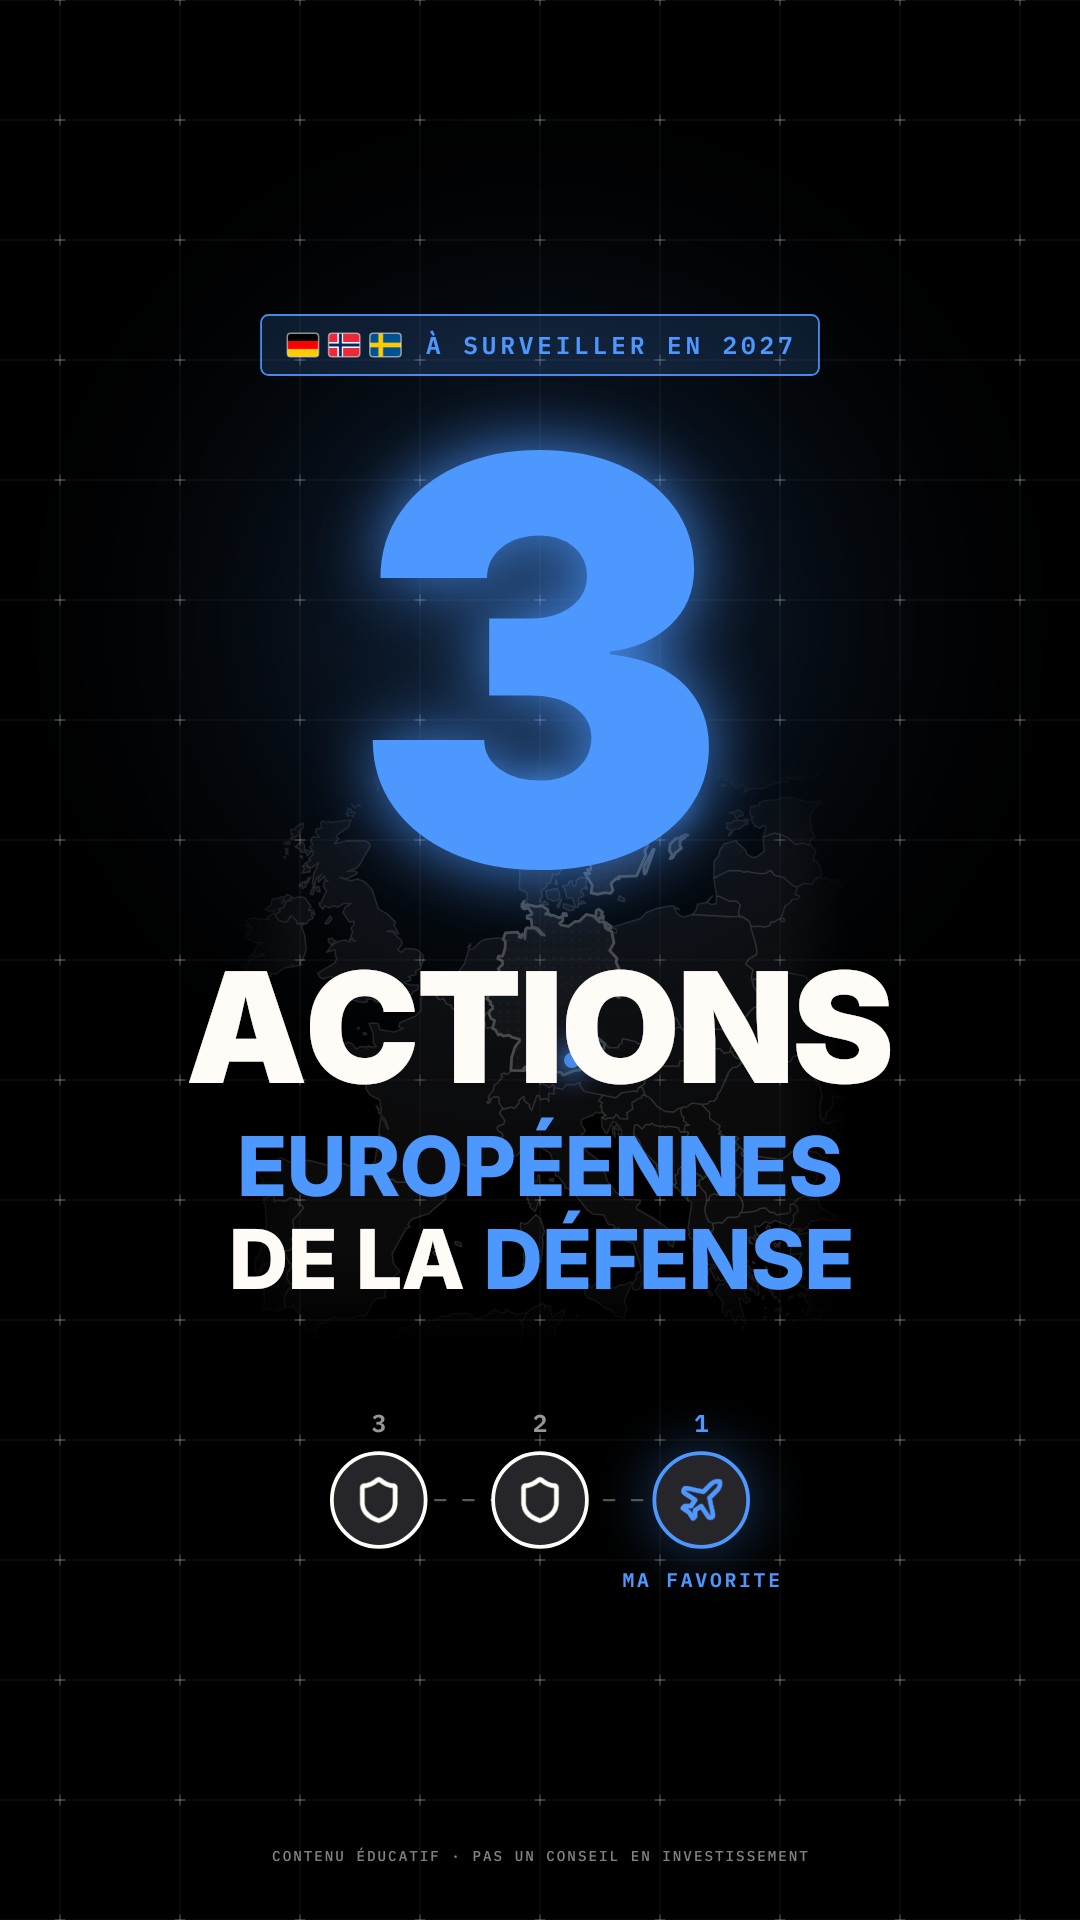 À SURVEILLER EN 2027
3
ACTIONS
EUROPÉENNES
DE LA DÉFENSE
3 2 1
MA FAVORITE
CONTENU ÉDUCATIF · PAS UN CONSEIL EN INVESTISSEMENT